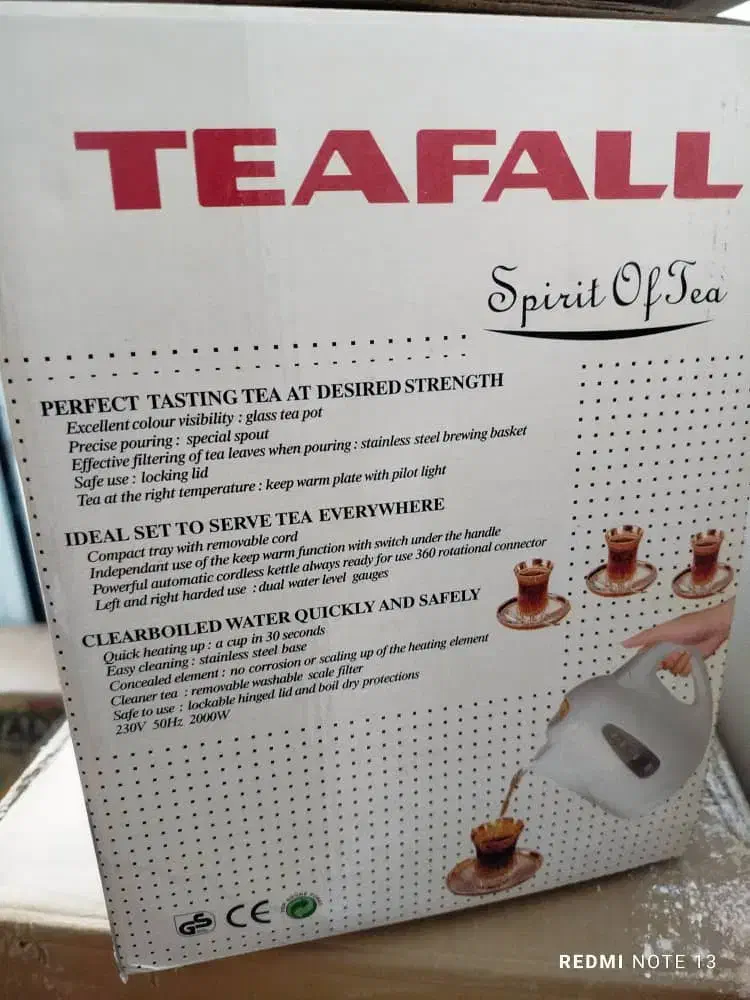 TEAFALL
Spirit Of Tea
PERFECT TASTING TEA AT DESIRED STRENGTH
Excellent colour visibility : glass tea pot
Precise pouring : special spout
Effective filtering of tea leaves when pouring : stainless steel brewing basket
Safe use : locking lid
Tea at the right temperature : keep warm plate with pilot light
IDEAL SET TO SERVE TEA EVERYWHERE
Compact tray with removable cord
Independant use of the keep warm function with switch under the handle
Powerful automatic cordless kettle always ready for use 360 rotational connector
Left and right harded use : dual water level gauges
CLEARBOILED WATER QUICKLY AND SAFELY
Quick heating up : a cup in 30 seconds
Easy cleaning : stainless steel base
Concealed element : no corrosion or scaling up of the heating element
Cleaner tea : removable washable scale filter
Safe to use : lockable hinged lid and boil dry protections
230V 50Hz 2000W
GS CE
REDMI NOTE 13